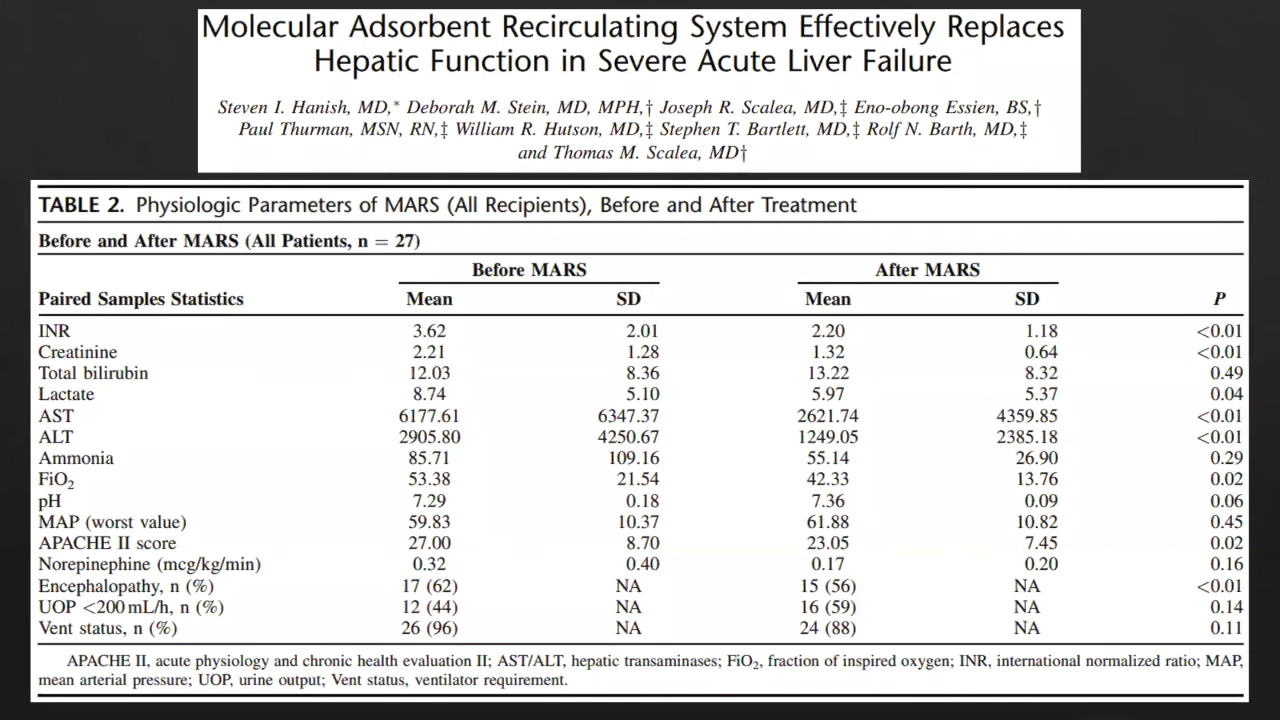 Molecular Adsorbent Recirculating System Effectively Replaces
Hepatic Function in Severe Acute Liver Failure
Steven I. Hanish, MD,* Deborah M. Stein, MD, MPH,† Joseph R. Scalea, MD,‡ Eno-obong Essien, BS,†
Paul Thurman, MSN, RN,‡ William R. Hutson, MD,‡ Stephen T. Bartlett, MD,‡ Rolf N. Barth, MD,‡
and Thomas M. Scalea, MD†
TABLE 2. Physiologic Parameters of MARS (All Recipients), Before and After Treatment
Before and After MARS (All Patients, n = 27)
Before MARS After MARS
Paired Samples Statistics Mean SD Mean SD P
INR 3.62 2.01 2.20 1.18 <0.01
Creatinine 2.21 1.28 1.32 0.64 <0.01
Total bilirubin 12.03 8.36 13.22 8.32 0.49
Lactate 8.74 5.10 5.97 5.37 0.04
AST 6177.61 6347.37 2621.74 4359.85 <0.01
ALT 2905.80 4250.67 1249.05 2385.18 <0.01
Ammonia 85.71 109.16 55.14 26.90 0.29
FiO₂ 53.38 21.54 42.33 13.76 0.02
pH 7.29 0.18 7.36 0.09 0.06
MAP (worst value) 59.83 10.37 61.88 10.82 0.45
APACHE II score 27.00 8.70 23.05 7.45 0.02
Norepinephine (mcg/kg/min) 0.32 0.40 0.17 0.20 0.16
Encephalopathy, n (%) 17 (62) NA 15 (56) NA <0.01
UOP <200 mL/h, n (%) 12 (44) NA 16 (59) NA 0.14
Vent status, n (%) 26 (96) NA 24 (88) NA 0.11
APACHE II, acute physiology and chronic health evaluation II; AST/ALT, hepatic transaminases; FiO₂, fraction of inspired oxygen; INR, international normalized ratio; MAP,
mean arterial pressure; UOP, urine output; Vent status, ventilator requirement.